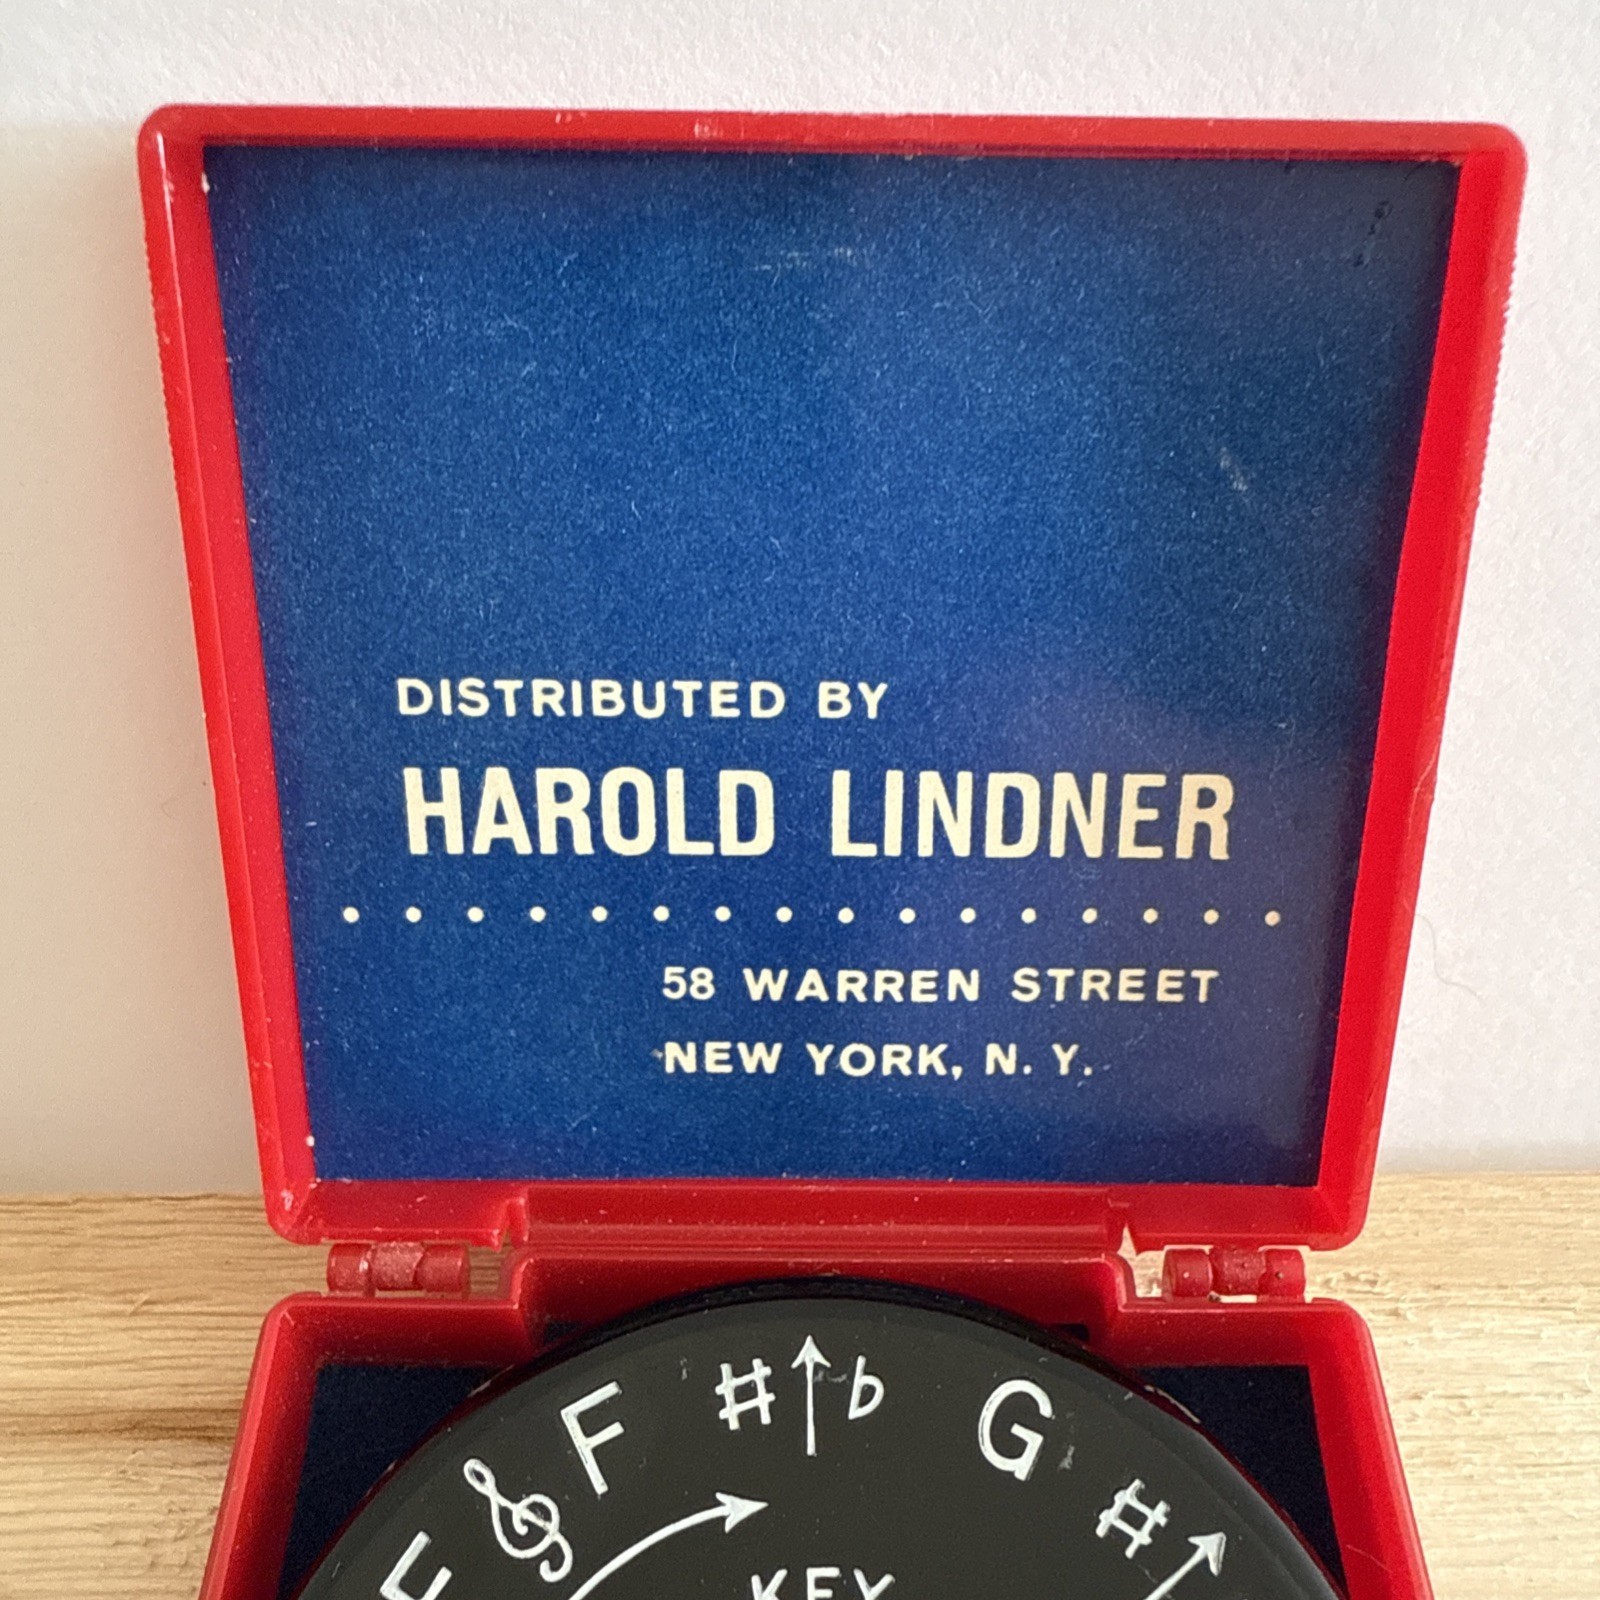 DISTRIBUTED BY
HAROLD LINDNER
58 WARREN STREET
NEW YORK, N. Y.
F ♯ ♭ G ♯
KEY